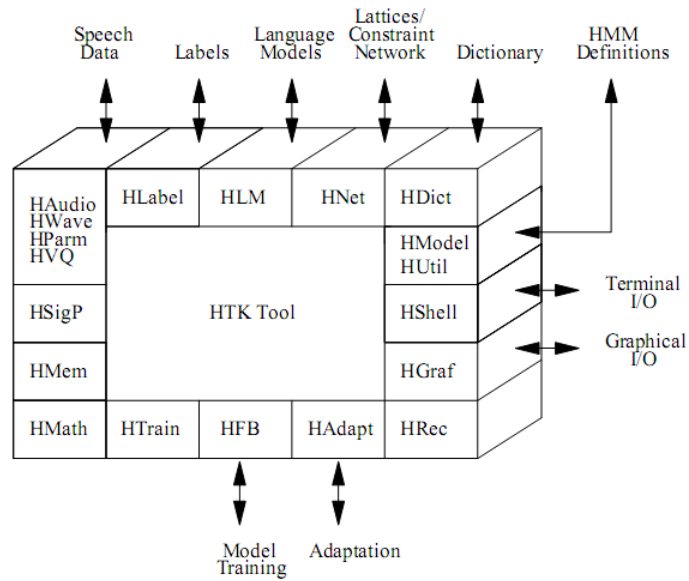 Speech
Data
Labels
Language
Models
Lattices/
Constraint
Network
Dictionary
HMM
Definitions
HAudio
HWave
HParm
HVQ
HLabel
HLM
HNet
HDict
HModel
HUtil
HSigP
HTK Tool
HShell
Terminal
I/O
Graphical
I/O
HMem
HGraf
HMath
HTrain
HFB
HAdapt
HRec
Model
Training
Adaptation